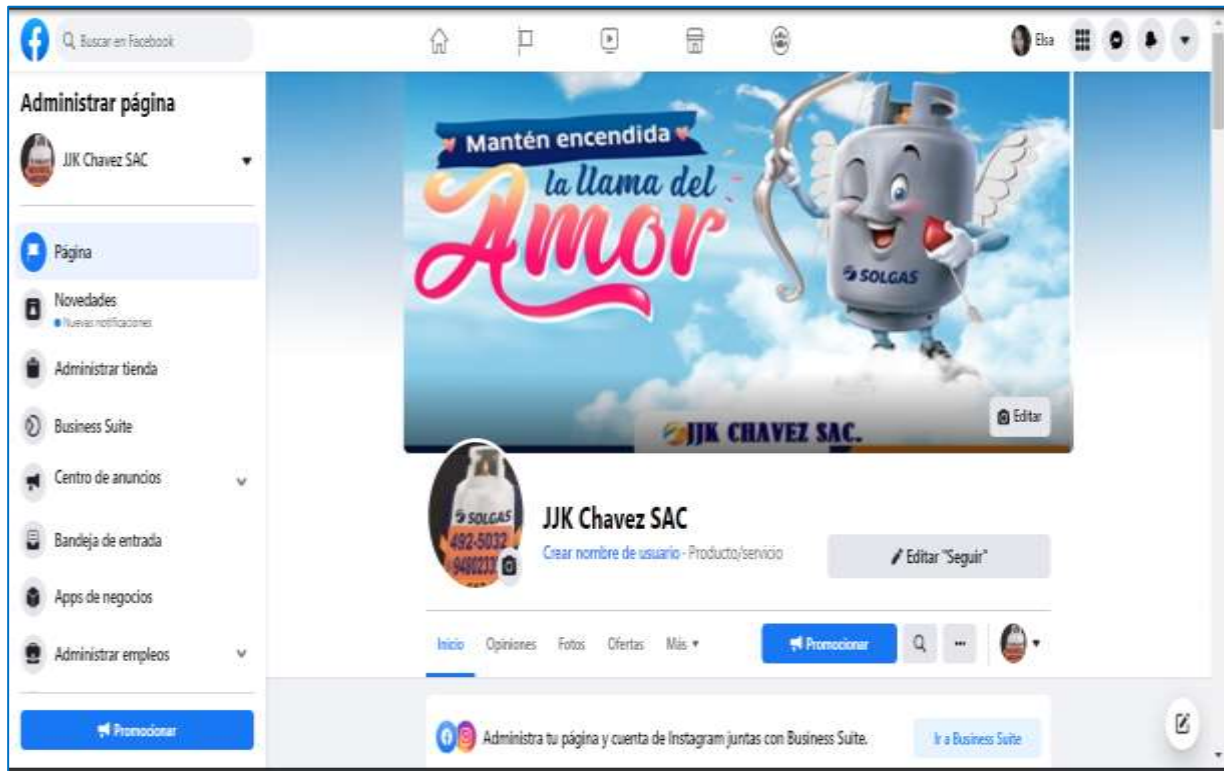 Buscar en Facebook
Elsa
Administrar página
JJK Chavez SAC
Página
Novedades
Nuevas notificaciones
Administrar tienda
Business Suite
Centro de anuncios
Bandeja de entrada
Apps de negocios
Administrar empleos
Promocionar
Mantén encendida
la llama del
Amor
SOLGAS
Editar
JJK CHAVEZ SAC.
SOLGAS
492-5032
JJK Chavez SAC
Crear nombre de usuario · Producto/servicio
Editar "Seguir"
Inicio Opiniones Fotos Ofertas Más
Promocionar
Administra tu página y cuenta de Instagram juntas con Business Suite.
Ir a Business Suite